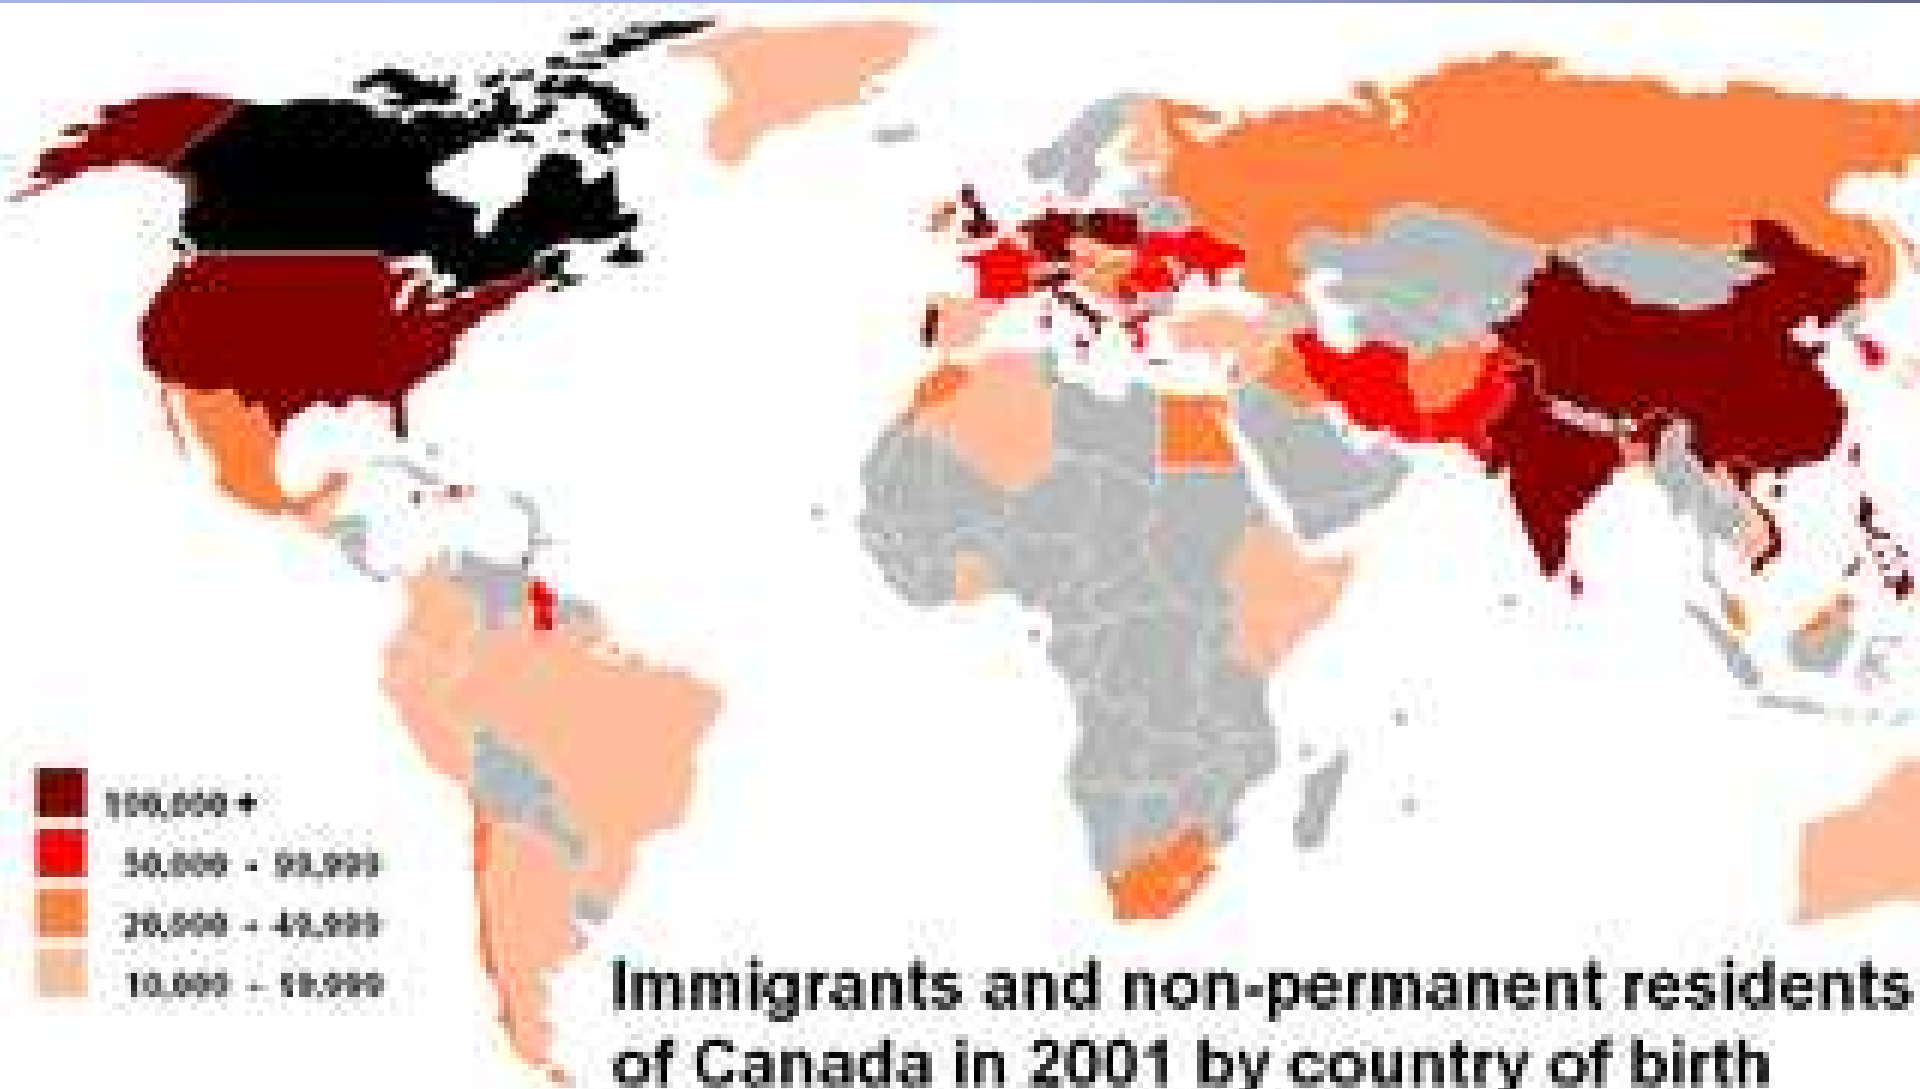 100,000 +
50,000 - 99,999
20,000 - 49,999
10,000 - 19,999
Immigrants and non-permanent residents
of Canada in 2001 by country of birth